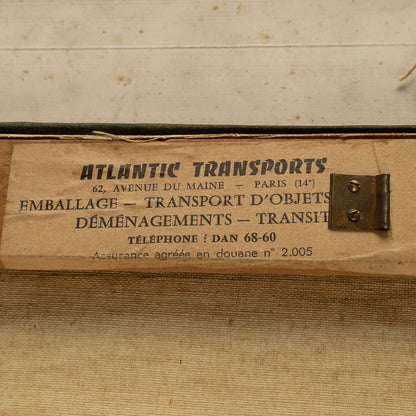 ATLANTIC TRANSPORTS
62, AVENUE DU MAINE – PARIS (14e)
EMBALLAGE – TRANSPORT D'OBJETS
DÉMÉNAGEMENTS – TRANSIT
TÉLÉPHONE : DAN 68-60
Assurance agréée en douane n° 2.005